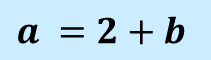 a = 2 + b